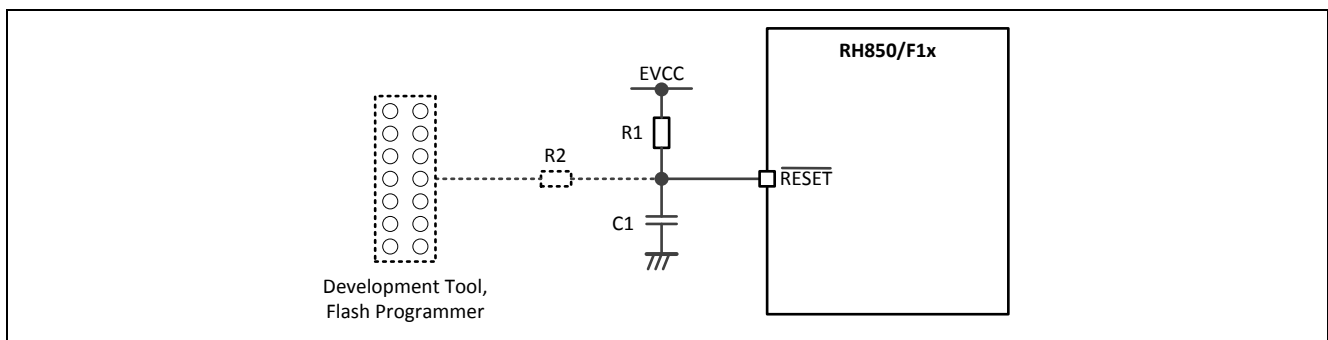 RH850/F1x
EVCC
R1
R2
RESET
C1
Development Tool,
Flash Programmer